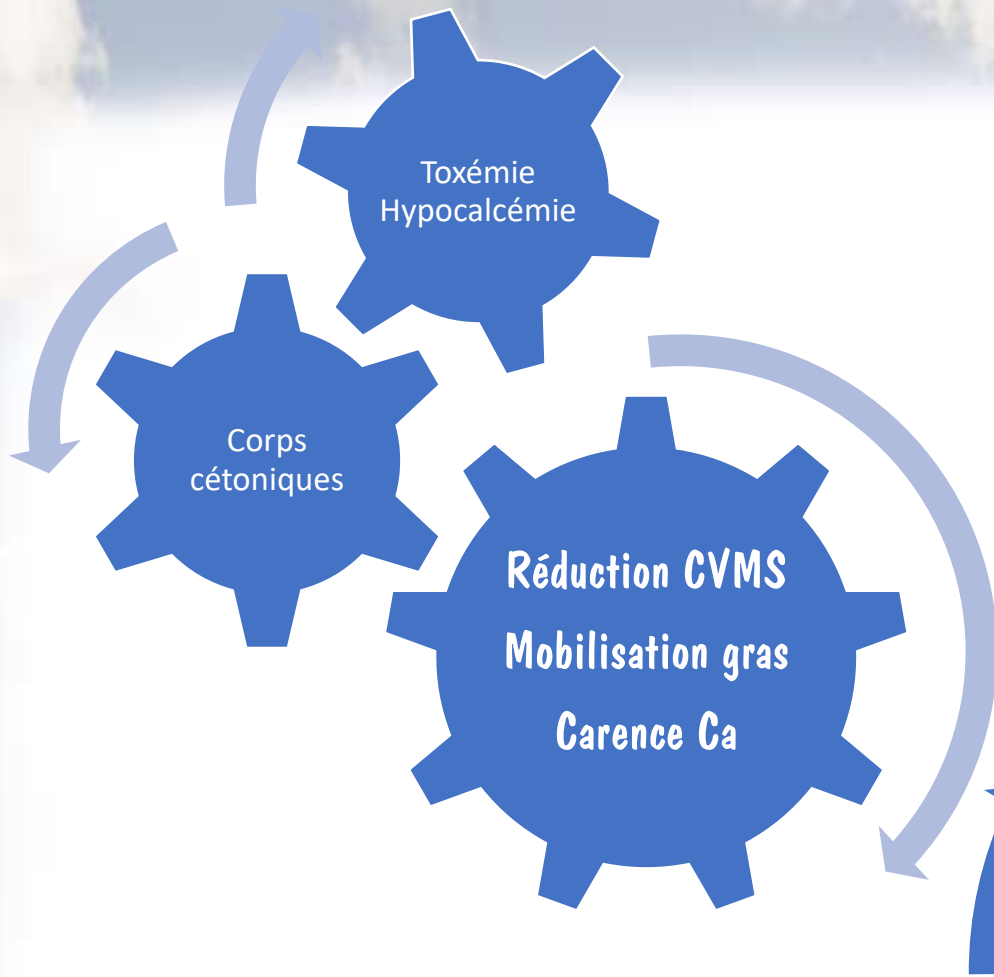 Toxémie
Hypocalcémie
Corps
cétoniques
Réduction CVMS
Mobilisation gras
Carence Ca